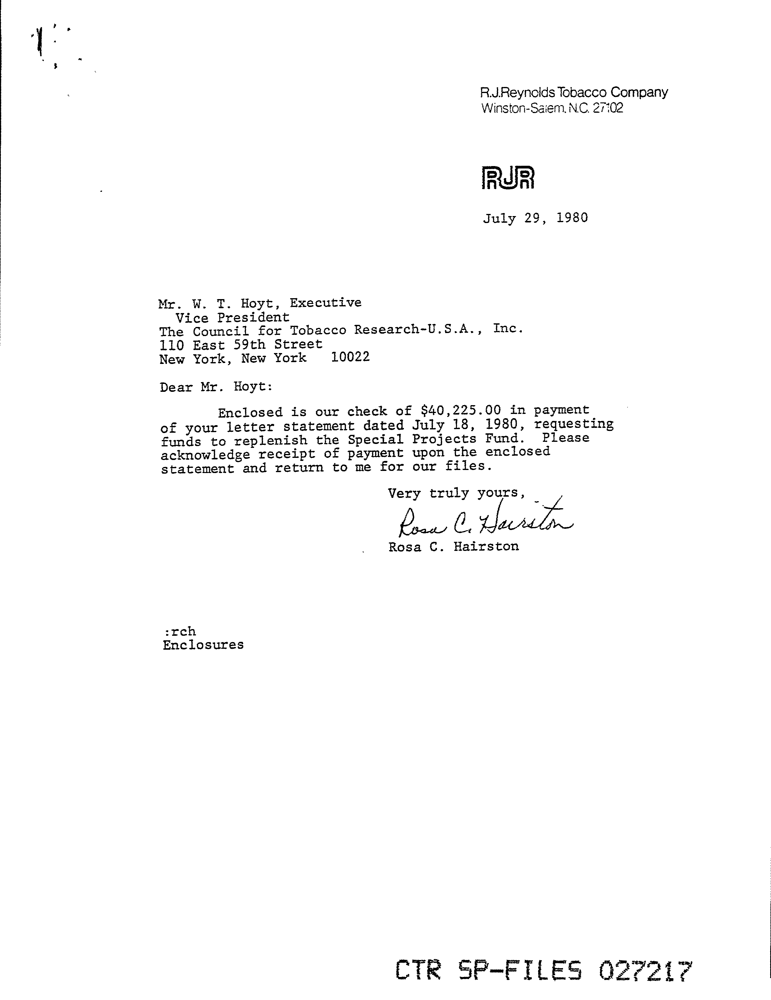 R.J.Reynolds Tobacco Company
Winston-Salem, N.C. 27102
RJR
July 29, 1980
Mr. W. T. Hoyt, Executive
Vice President
The Council for Tobacco Research-U.S.A., Inc.
110 East 59th Street
New York, New York 10022
Dear Mr. Hoyt:
Enclosed is our check of $40,225.00 in payment
of your letter statement dated July 18, 1980, requesting
funds to replenish the Special Projects Fund. Please
acknowledge receipt of payment upon the enclosed
statement and return to me for our files.
Very truly yours,
Rosa C. Hairston
Rosa C. Hairston
:rch
Enclosures
CTR SP-FILES 027217